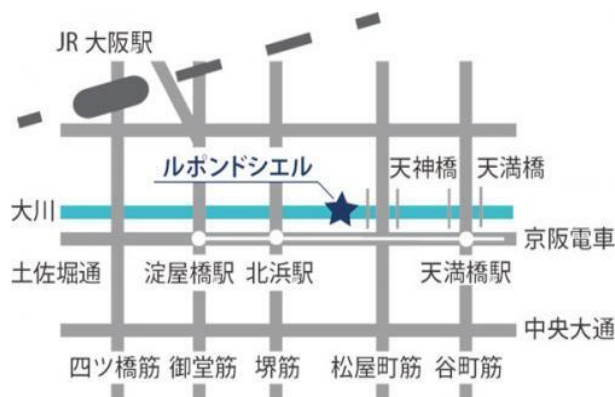 JR 大阪駅
ルポンドシエル
天神橋
天満橋
大川
京阪電車
土佐堀通
淀屋橋駅
北浜駅
天満橋駅
中央大通
四ツ橋筋
御堂筋
堺筋
松屋町筋
谷町筋